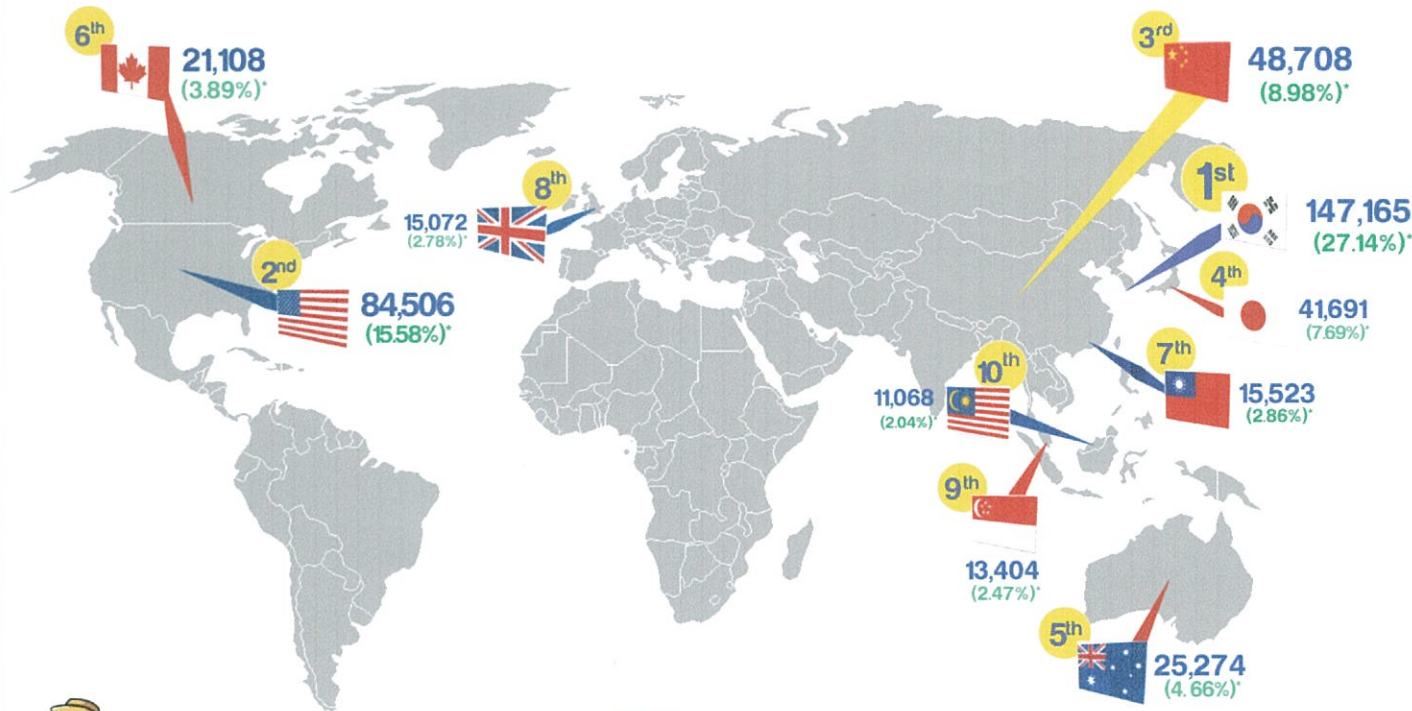 6th
21,108
(3.89%)*
3rd
48,708
(8.98%)*
1st
147,165
(27.14%)*
8th
15,072
(2.78%)*
4th
41,691
(7.69%)*
2nd
84,506
(15.58%)*
7th
15,523
(2.86%)*
10th
11,068
(2.04%)*
9th
13,404
(2.47%)*
5th
25,274
(4.66%)*